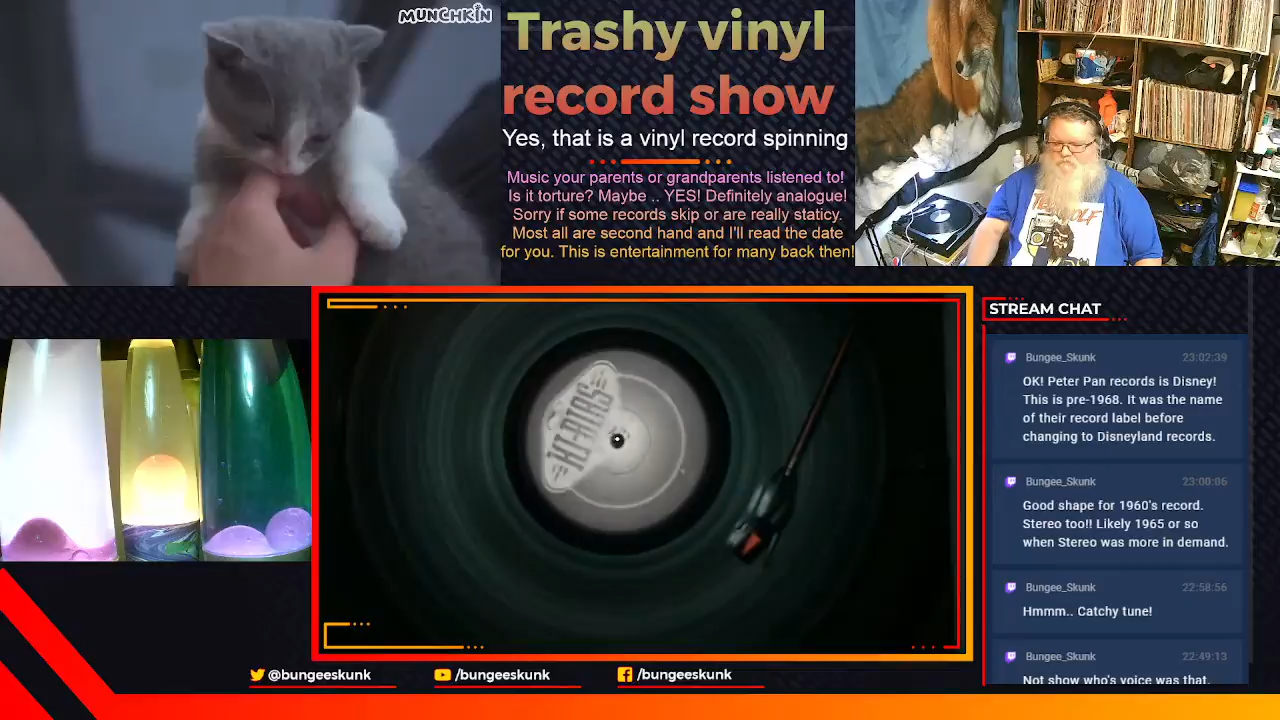 MUNCHKIN
Trashy vinyl
record show
Yes, that is a vinyl record spinning
Music your parents or grandparents listened to!
Is it torture? Maybe .. YES! Definitely analogue!
Sorry if some records skip or are really staticy.
Most all are second hand and I'll read the date
for you. This is entertainment for many back then!
TEENWOLF
HI-BIAS
STREAM CHAT
Bungee_Skunk 23:02:39
OK! Peter Pan records is Disney!
This is pre-1968. It was the name
of their record label before
changing to Disneyland records.
Bungee_Skunk 23:00:06
Good shape for 1960's record.
Stereo too!! Likely 1965 or so
when Stereo was more in demand.
Bungee_Skunk 22:58:56
Hmmm.. Catchy tune!
Bungee_Skunk 22:49:13
Not show who's voice was that.
@bungeeskunk
/bungeeskunk
/bungeeskunk